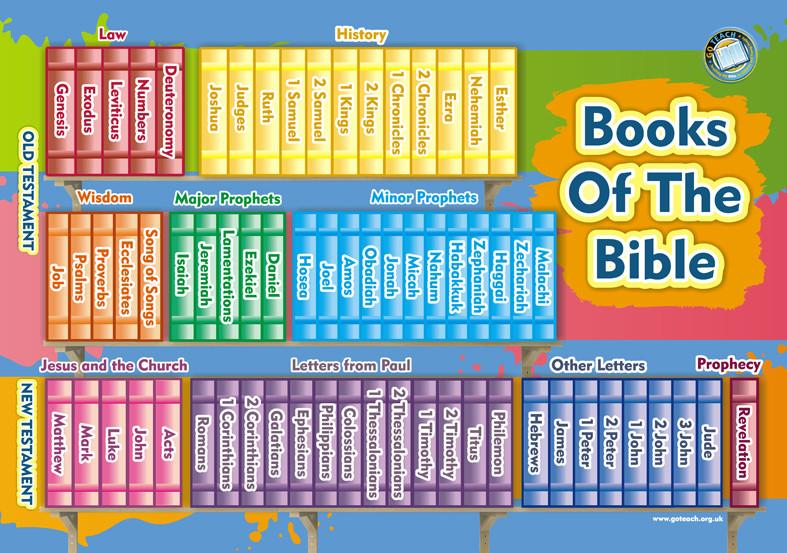 Law
History
GO TEACH
Genesis
Exodus
Leviticus
Numbers
Deuteronomy
Joshua
Judges
Ruth
1 Samuel
2 Samuel
1 Kings
2 Kings
1 Chronicles
2 Chronicles
Ezra
Nehemiah
Esther
Books
Of The
Bible
OLD TESTAMENT
Wisdom
Major Prophets
Minor Prophets
Job
Psalms
Proverbs
Ecclesiates
Song of Songs
Isaiah
Jeremiah
Lamentations
Ezekiel
Daniel
Hosea
Joel
Amos
Obadiah
Jonah
Micah
Nahum
Habakkuk
Zephaniah
Haggai
Zechariah
Malachi
Jesus and the Church
Letters from Paul
Other Letters
Prophecy
NEW TESTAMENT
Matthew
Mark
Luke
John
Acts
Romans
1 Corinthians
2 Corinthians
Galatians
Ephesians
Philippians
Colossians
1 Thessalonians
2 Thessalonians
1 Timothy
2 Timothy
Titus
Philemon
Hebrews
James
1 Peter
2 Peter
1 John
2 John
3 John
Jude
Revelation
www.goteach.org.uk